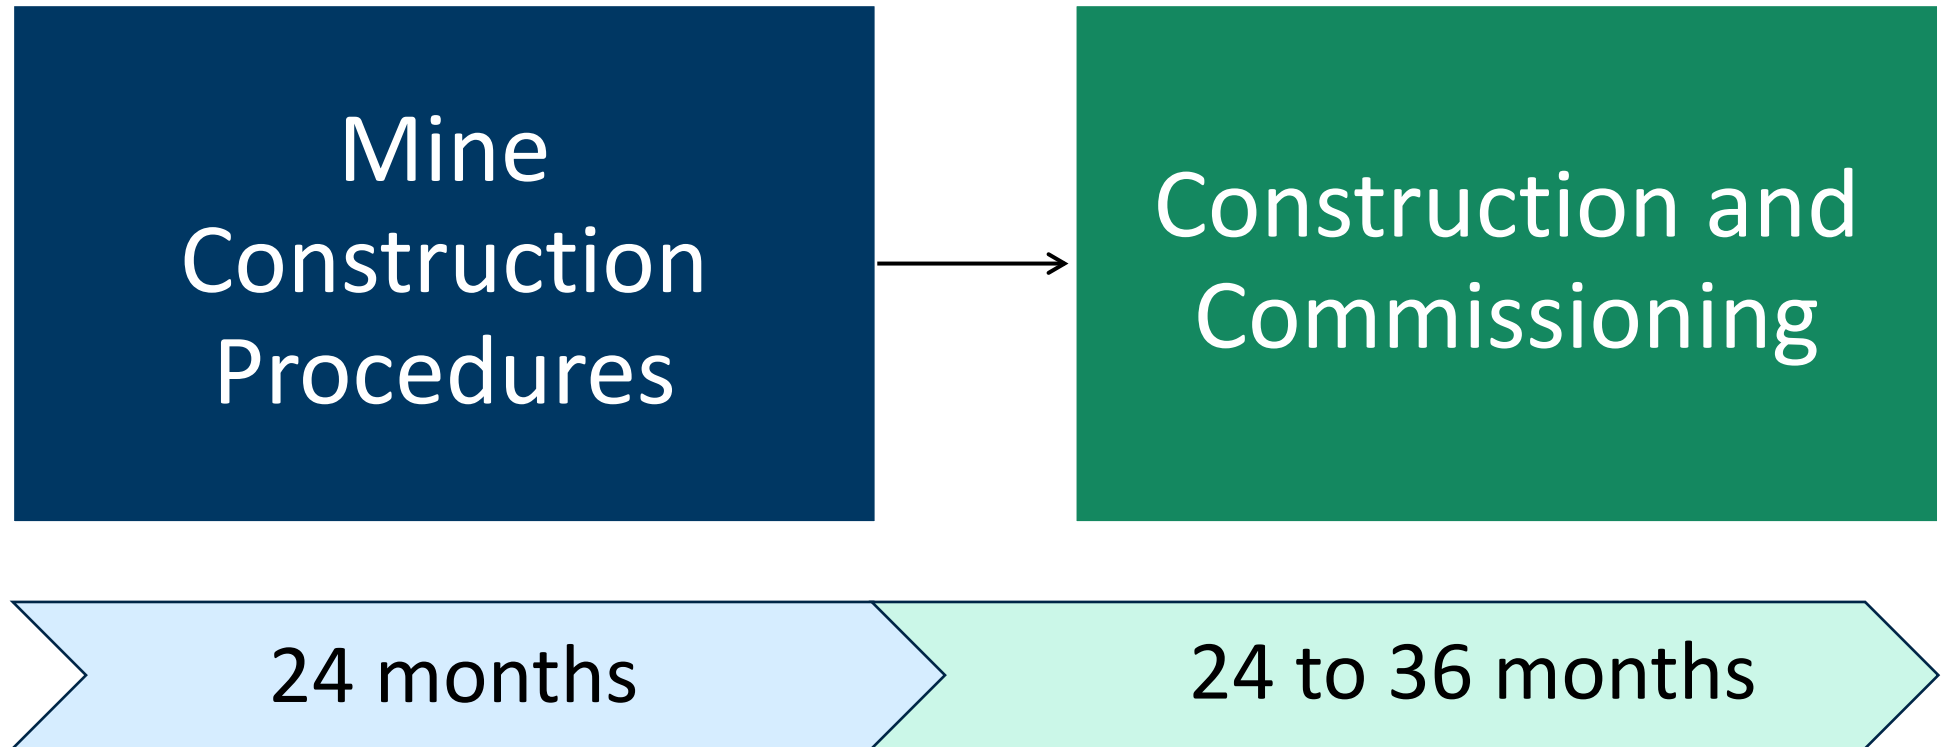 Mine
Construction
Procedures
Construction and
Commissioning
24 months
24 to 36 months